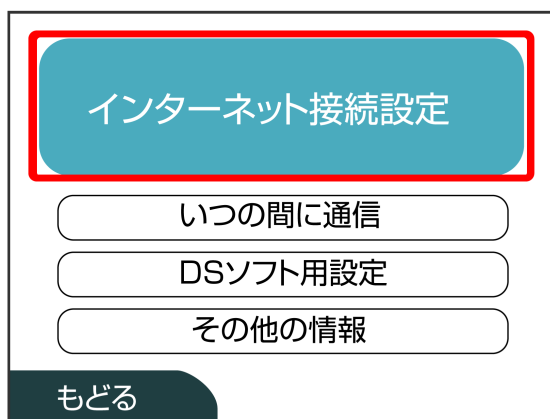 インターネット接続設定
いつの間に通信
DSソフト用設定
その他の情報
もどる